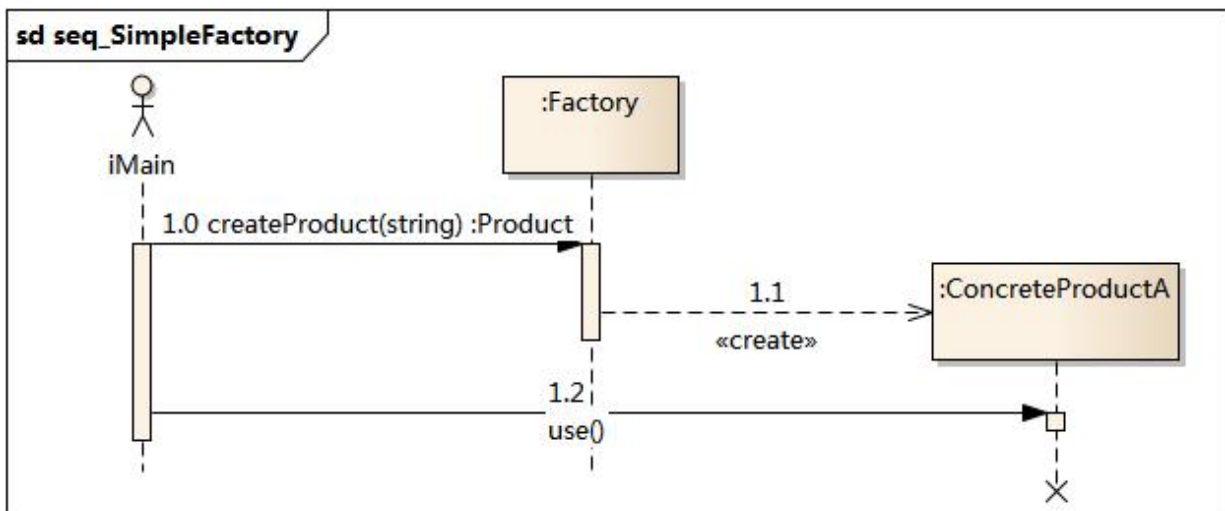 sd seq_SimpleFactory
:Factory
iMain
1.0 createProduct(string) :Product
:ConcreteProductA
1.1
«create»
1.2
use()